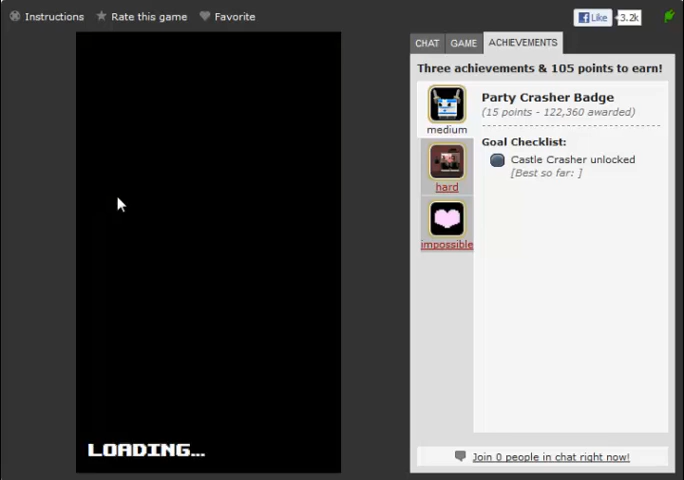 Instructions Rate this game Favorite Like 3.2k
CHAT GAME ACHIEVEMENTS
Three achievements & 105 points to earn!
Party Crasher Badge
(15 points - 122,360 awarded)
medium
Goal Checklist:
Castle Crasher unlocked
[Best so far: ]
hard
impossible
LOADING...
Join 0 people in chat right now!